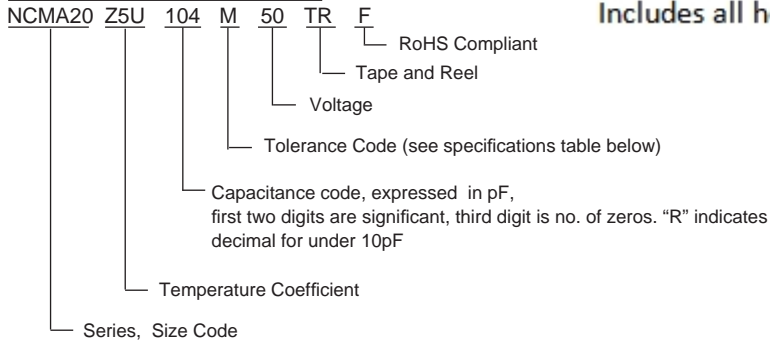 NCMA20 Z5U 104 M 50 TR F
Includes all
RoHS Compliant
Tape and Reel
Voltage
Tolerance Code (see specifications table below)
Capacitance code, expressed in pF,
first two digits are significant, third digit is no. of zeros. “R” indicates
decimal for under 10pF
Temperature Coefficient
Series, Size Code